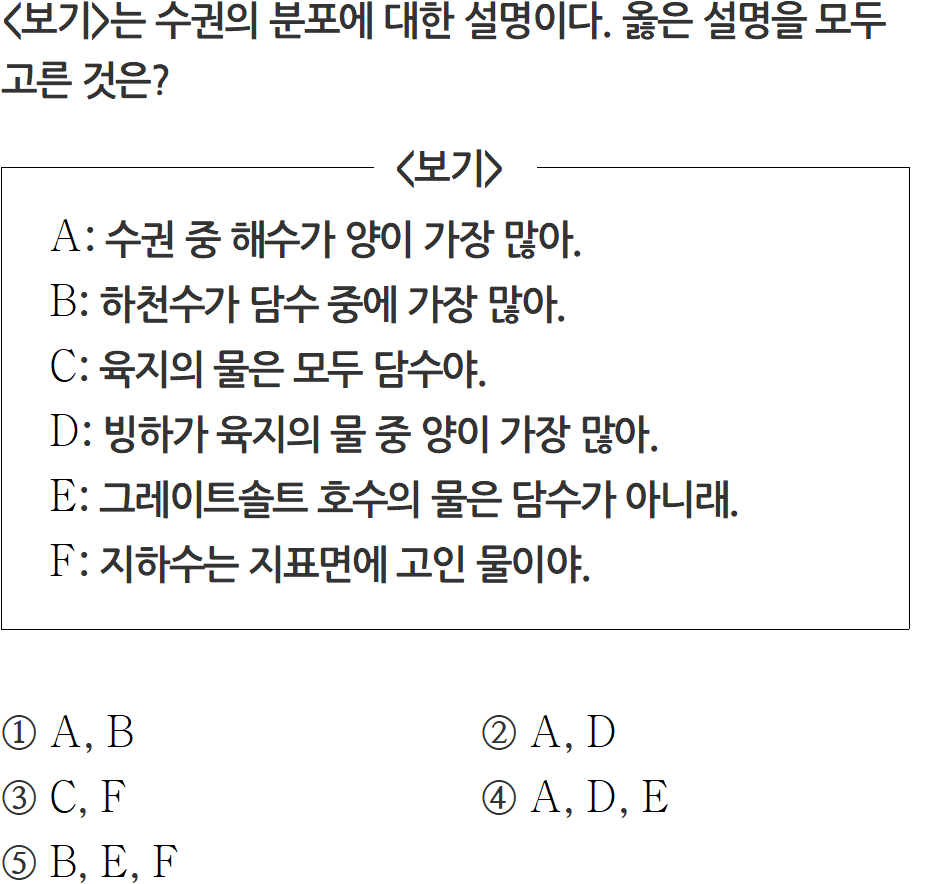 <보기>는 수권의 분포에 대한 설명이다. 옳은 설명을 모두
고른 것은?
<보기>
A: 수권 중 해수가 양이 가장 많아.
B: 하천수가 담수 중에 가장 많아.
C: 육지의 물은 모두 담수야.
D: 빙하가 육지의 물 중 양이 가장 많아.
E: 그레이트솔트 호수의 물은 담수가 아니래.
F: 지하수는 지표면에 고인 물이야.
① A, B ② A, D
③ C, F ④ A, D, E
⑤ B, E, F